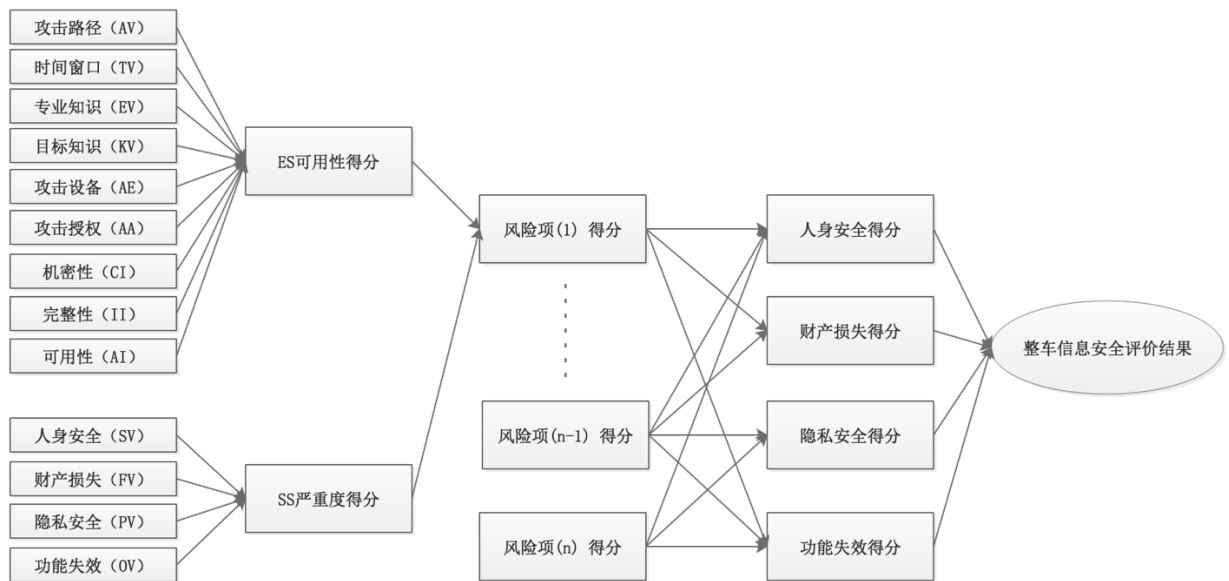 攻击路径（AV）
时间窗口（TV）
专业知识（EV）
目标知识（KV）
攻击设备（AE）
攻击授权（AA）
机密性（CI）
完整性（II）
可用性（AI）
人身安全（SV）
财产损失（FV）
隐私安全（PV）
功能失效（OV）
ES可用性得分
SS严重度得分
风险项(1) 得分
风险项(n-1) 得分
风险项(n) 得分
人身安全得分
财产损失得分
隐私安全得分
功能失效得分
整车信息安全评价结果